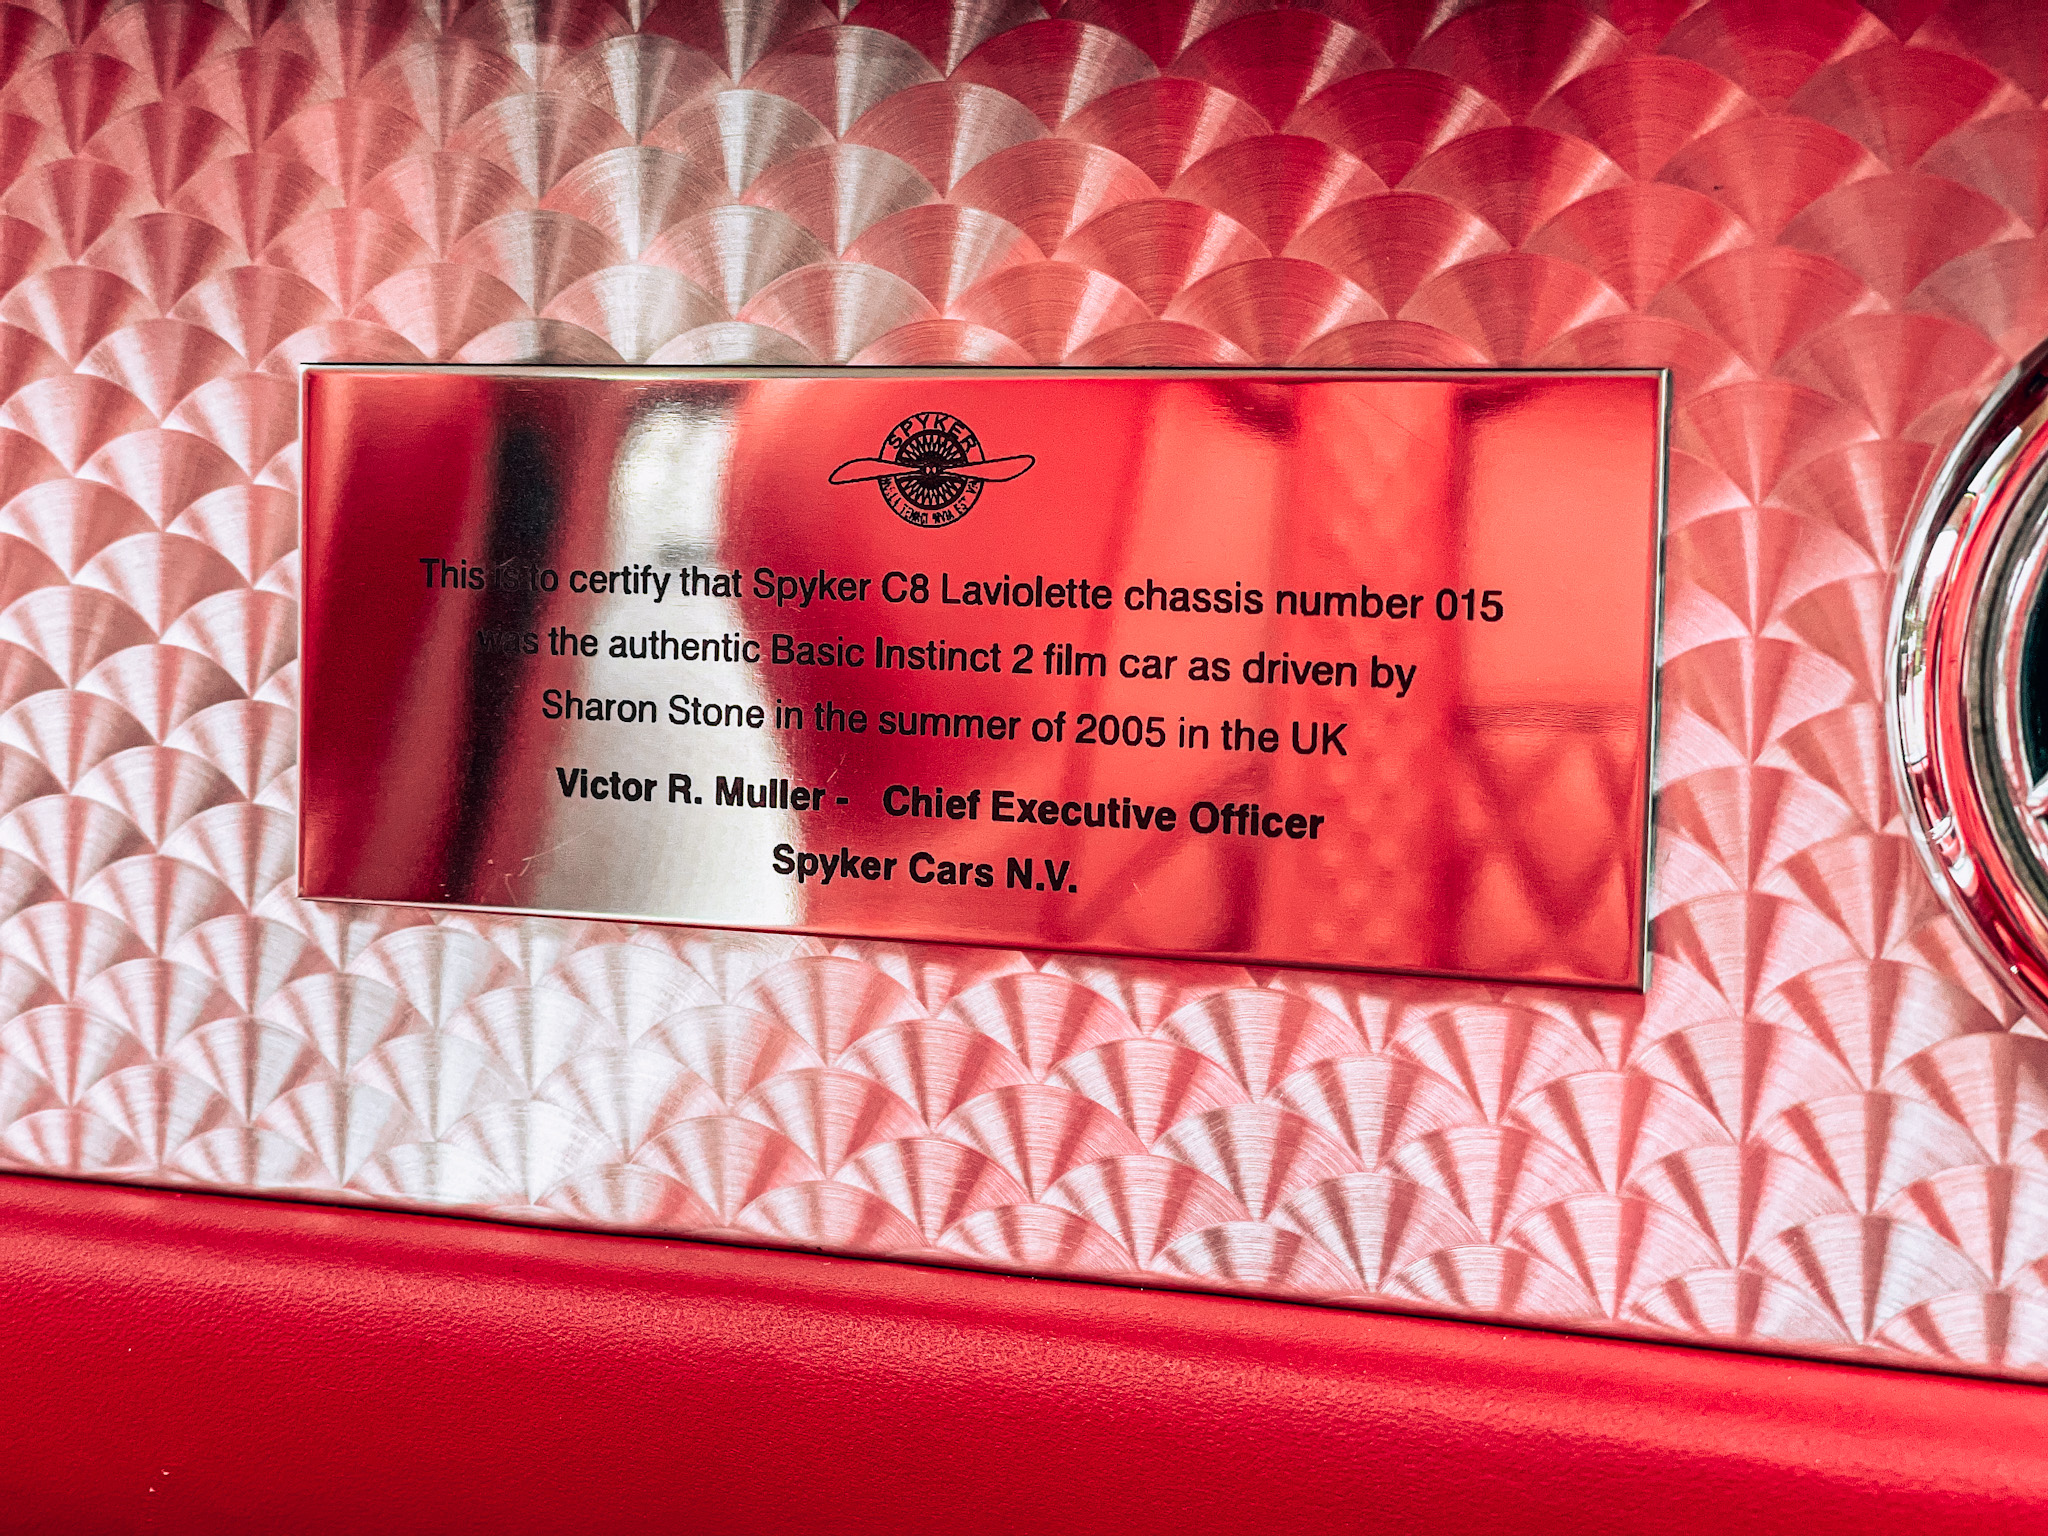 SPYKER
This is to certify that Spyker C8 Laviolette chassis number 015
was the authentic Basic Instinct 2 film car as driven by
Sharon Stone in the summer of 2005 in the UK
Victor R. Muller - Chief Executive Officer
Spyker Cars N.V.